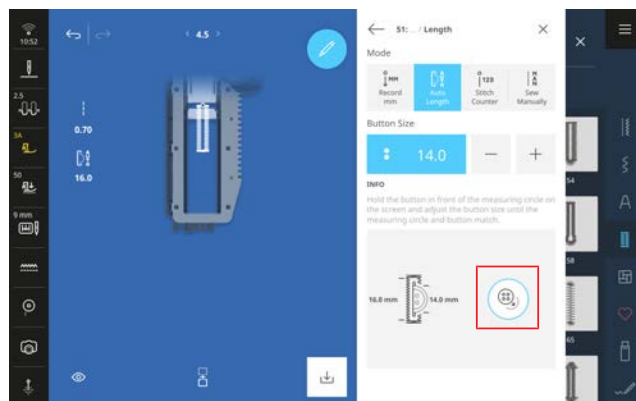 10:52
2.5
3A
50
9 mm
4.5
0.70
16.0
51: ... / Length
Mode
MM
Record
mm
Auto
Length
123
Stitch
Counter
Sew
Manually
Button Size
14.0
INFO
Hold the button in front of the measuring circle on
the screen and adjust the button size until the
measuring circle and button match.
16.0 mm
14.0 mm
54
58
65
A